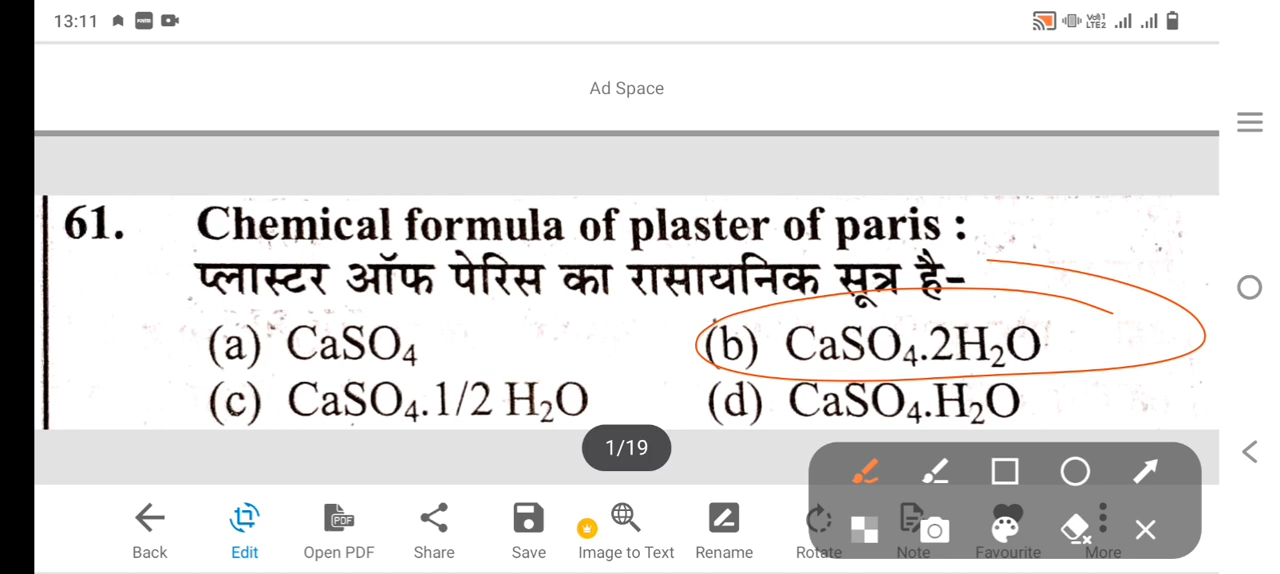 13:11
Ad Space
61. Chemical formula of plaster of paris :
प्लास्टर ऑफ पेरिस का रासायनिक सूत्र है-
(a) CaSO₄ (b) CaSO₄.2H₂O
(c) CaSO₄.1/2 H₂O (d) CaSO₄.H₂O
1/19
PDF
Back Edit Open PDF Share Save Image to Text Rename Rotate Note Favourite More